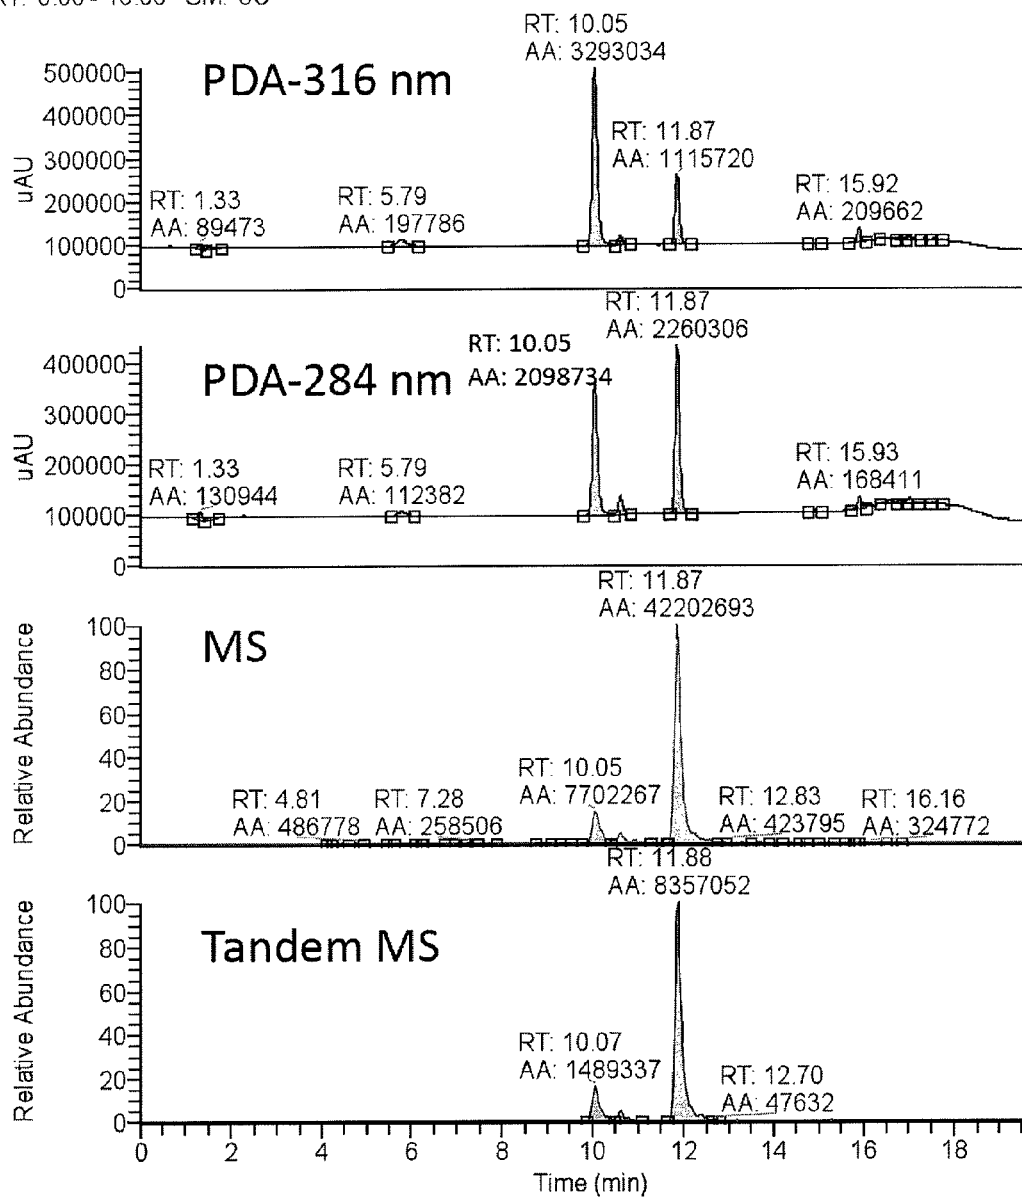 RT: 10.05
AA: 3293034
PDA-316 nm
500000
400000
300000
200000
100000
0
uAU
RT: 11.87
AA: 1115720
RT: 1.33
AA: 89473
RT: 5.79
AA: 197786
RT: 15.92
AA: 209662
RT: 11.87
AA: 2260306
RT: 10.05
AA: 2098734
PDA-284 nm
400000
300000
200000
100000
0
uAU
RT: 1.33
AA: 130944
RT: 5.79
AA: 112382
RT: 15.93
AA: 168411
RT: 11.87
AA: 42202693
MS
100
80
60
40
20
0
Relative Abundance
RT: 10.05
AA: 7702267
RT: 4.81
AA: 486778
RT: 7.28
AA: 258506
RT: 12.83
AA: 423795
RT: 16.16
AA: 324772
RT: 11.88
AA: 8357052
Tandem MS
100
80
60
40
20
0
Relative Abundance
RT: 10.07
AA: 1489337
RT: 12.70
AA: 47632
0 2 4 6 8 10 12 14 16 18
Time (min)